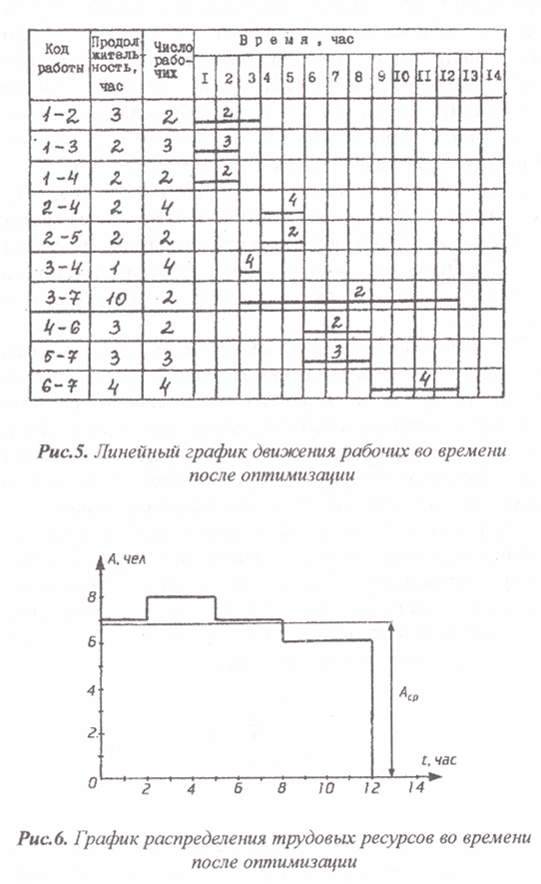 Код работы Продолжительность, час Число рабочих Время, час
1 2 3 4 5 6 7 8 9 10 11 12 13 14
1-2 3 2 2
1-3 2 3 3
1-4 2 2 2
2-4 2 4 4
2-5 2 2 2
3-4 1 4 4
3-7 10 2 2
4-6 3 2 2
5-7 3 3 3
6-7 4 4 4
Рис.5. Линейный график движения рабочих во времени
после оптимизации
A, чел
8
6
4
2
0
2 4 6 8 10 12 14
Aср
t, час
Рис.6. График распределения трудовых ресурсов во времени
после оптимизации